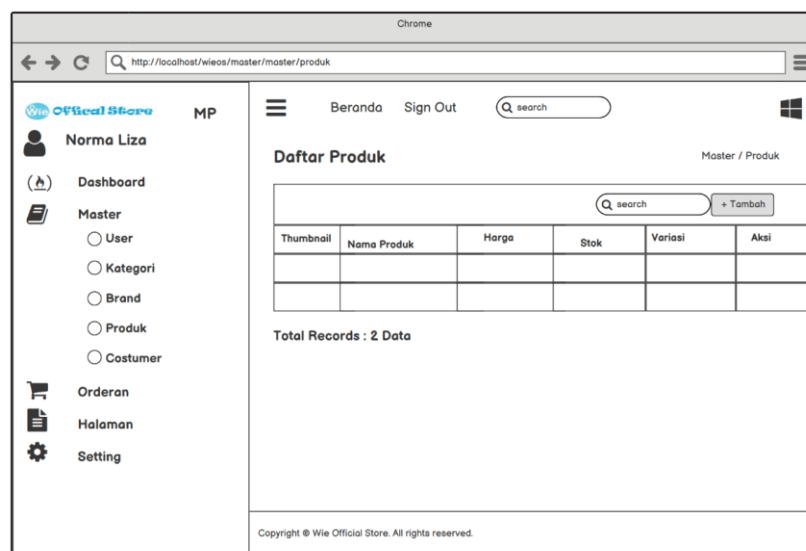 Chrome
http://localhost/wieos/master/master/produk
Wie Offical Store MP
Norma Liza
Dashboard
Master
User
Kategori
Brand
Produk
Costumer
Orderan
Halaman
Setting
Beranda Sign Out search
Daftar Produk Master / Produk
search + Tambah
Thumbnail Nama Produk Harga Stok Variasi Aksi
Total Records : 2 Data
Copyright © Wie Official Store. All rights reserved.